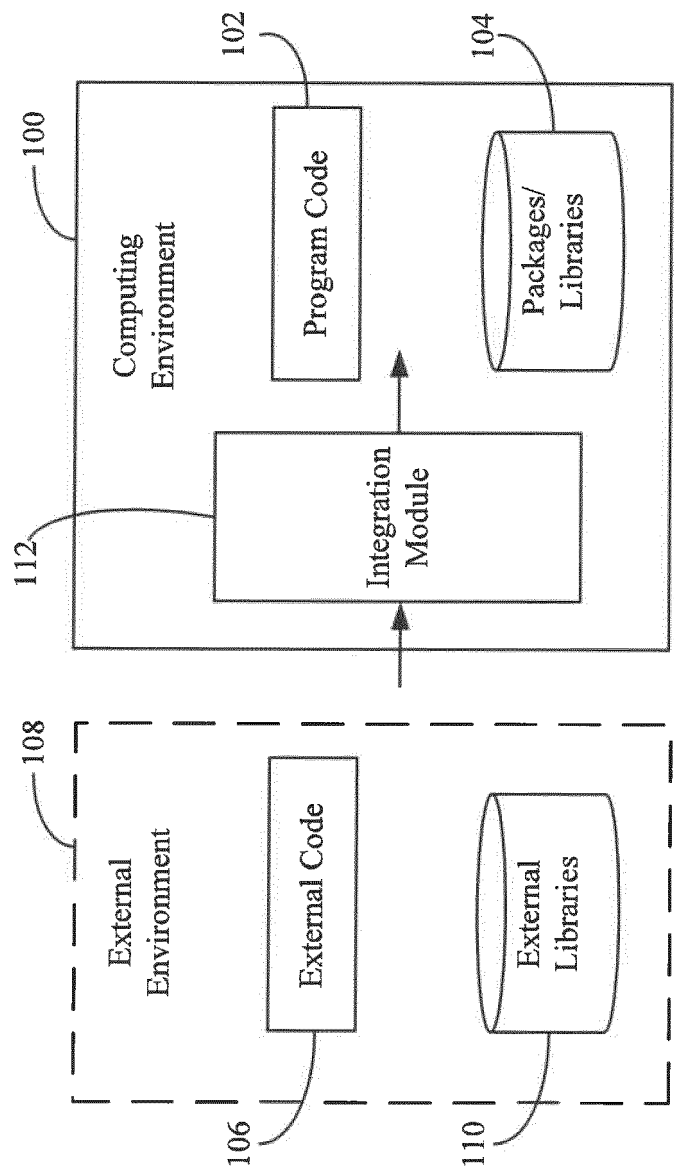 108
External
Environment
106
External Code
110
External
Libraries
112
Integration
Module
100
Computing
Environment
102
Program Code
104
Packages/
Libraries